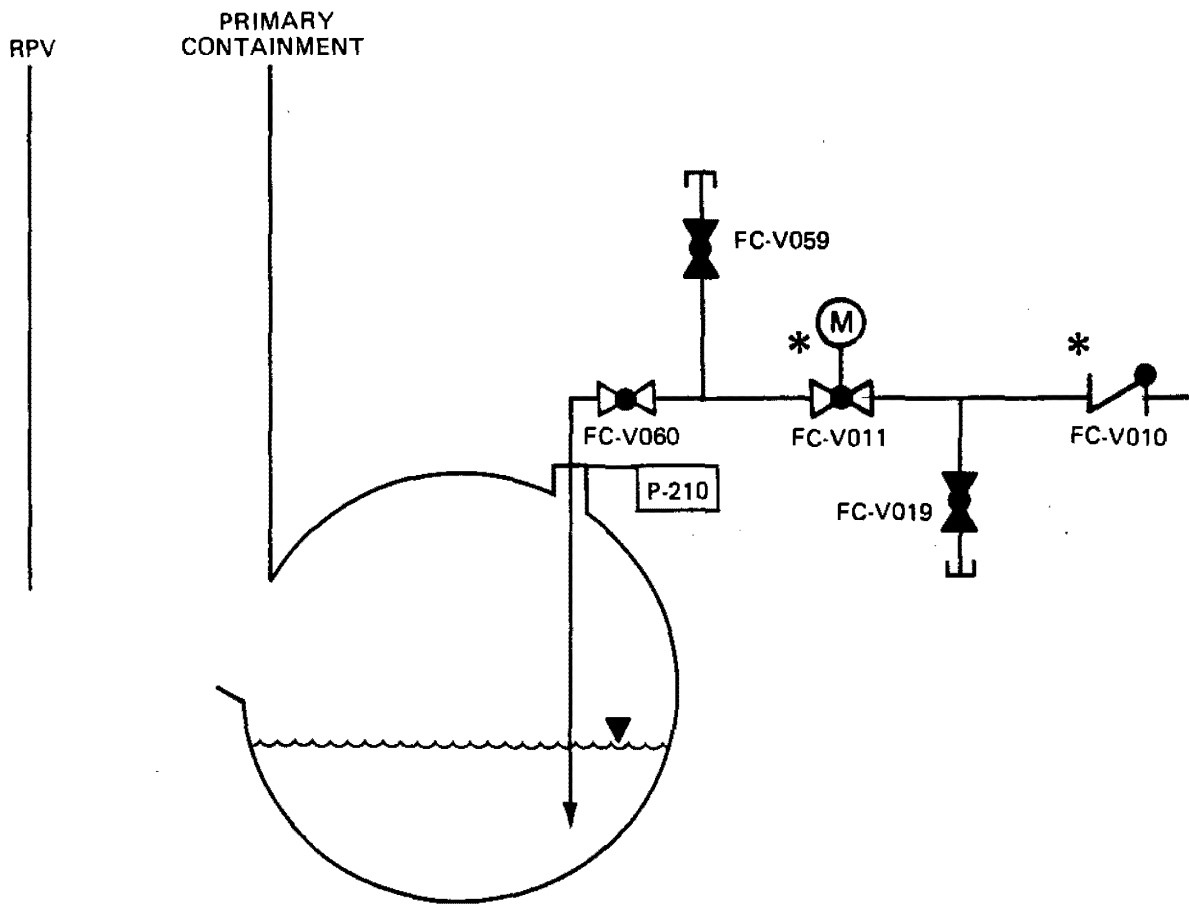 RPV
PRIMARY
CONTAINMENT
FC-V059
M
*
*
FC-V060
FC-V011
FC-V010
P-210
FC-V019